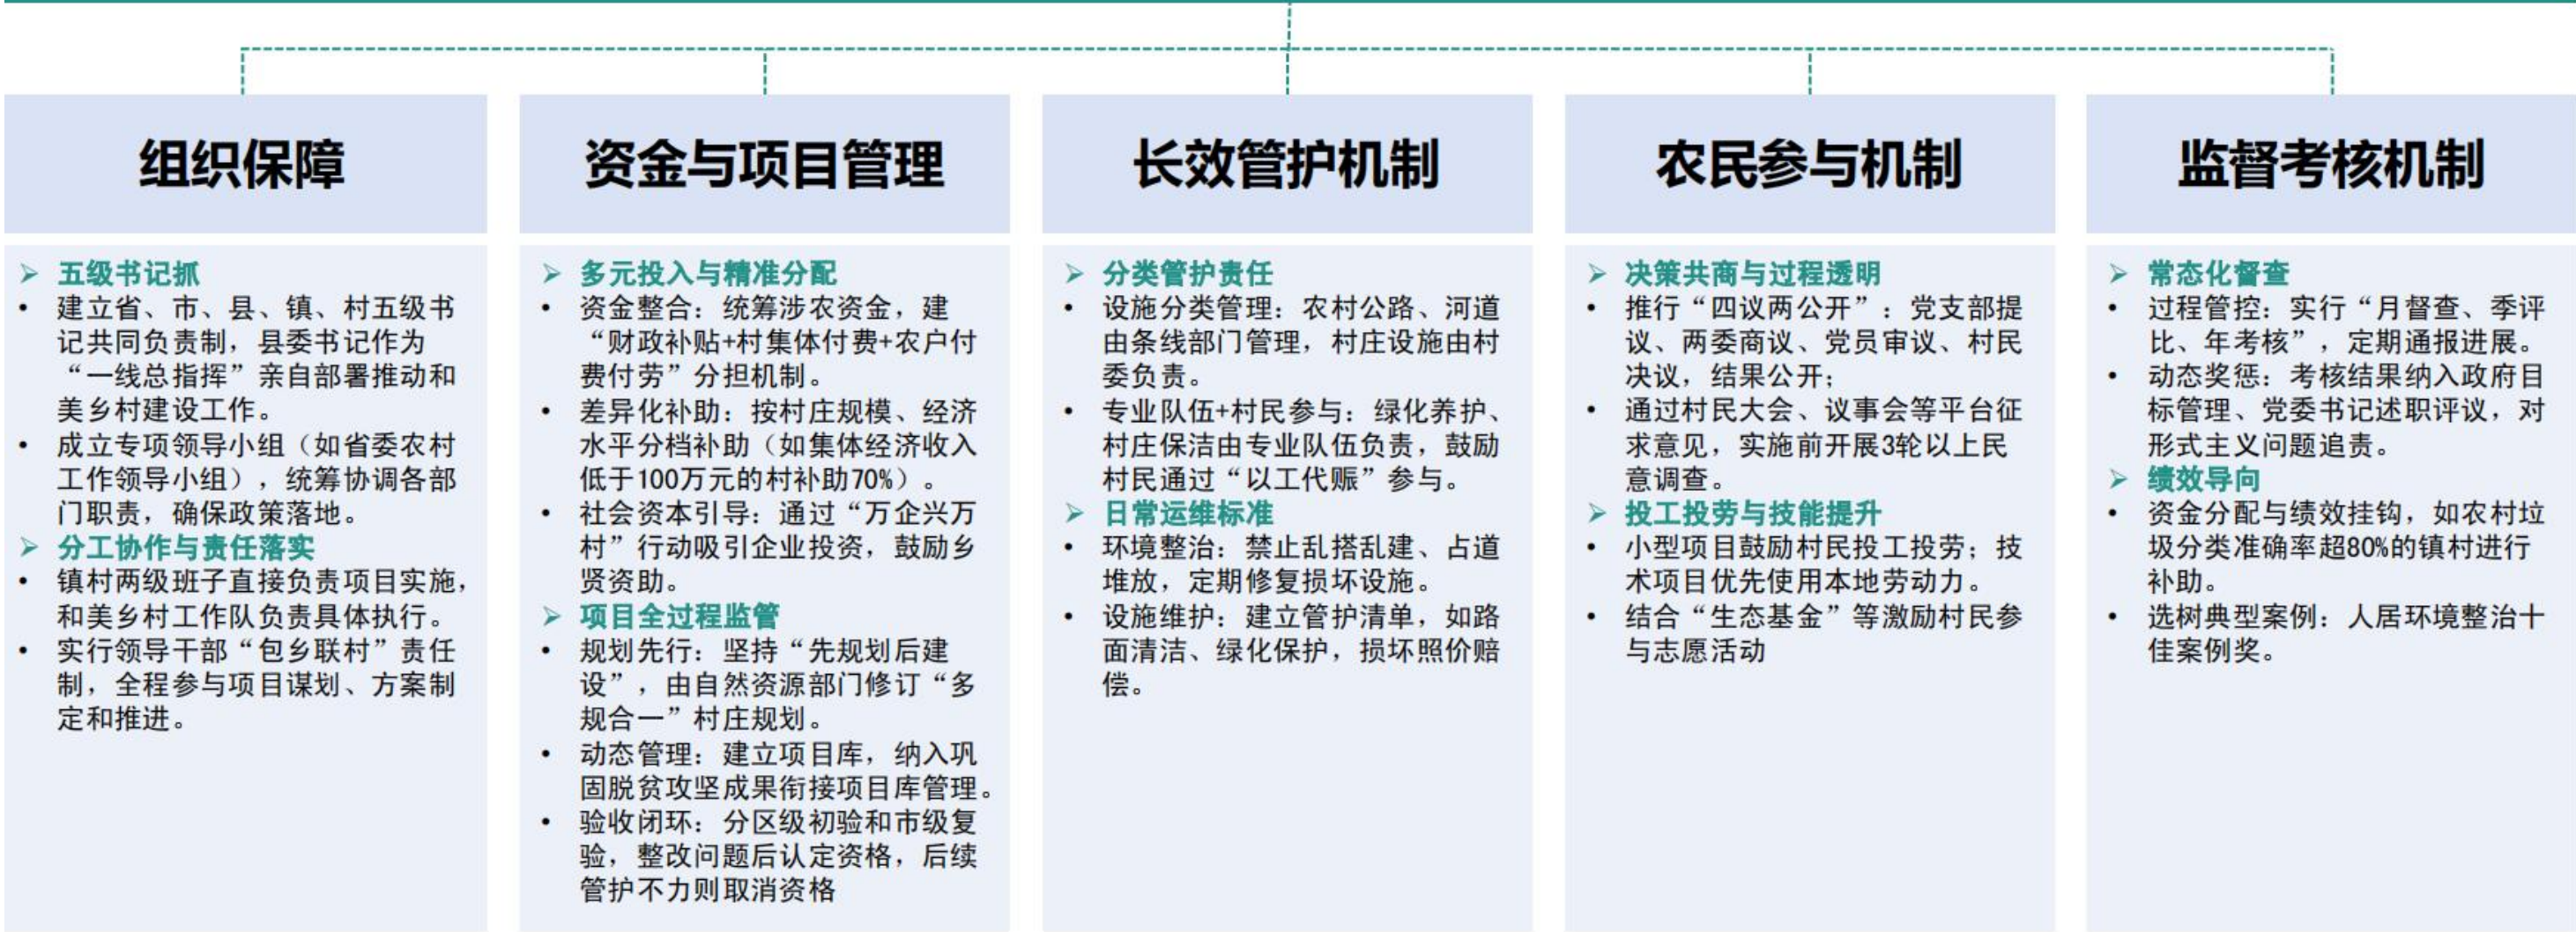 组织保障
➢ 五级书记抓
• 建立省、市、县、镇、村五级书
记共同负责制，县委书记作为
“一线总指挥”亲自部署推动和
美乡村建设工作。
• 成立专项领导小组（如省委农村
工作领导小组），统筹协调各部
门职责，确保政策落地。
➢ 分工协作与责任落实
• 镇村两级班子直接负责项目实施，
和美乡村工作队负责具体执行。
• 实行领导干部“包乡联村”责任
制，全程参与项目谋划、方案制
定和推进。
资金与项目管理
➢ 多元投入与精准分配
• 资金整合：统筹涉农资金，建
“财政补贴+村集体付费+农户付
费付劳”分担机制。
• 差异化补助：按村庄规模、经济
水平分档补助（如集体经济收入
低于100万元的村补助70%）。
• 社会资本引导：通过“万企兴万
村”行动吸引企业投资，鼓励乡
贤资助。
➢ 项目全过程监管
• 规划先行：坚持“先规划后建
设”，由自然资源部门修订“多
规合一”村庄规划。
• 动态管理：建立项目库，纳入巩
固脱贫攻坚成果衔接项目库管理。
• 验收闭环：分区级初验和市级复
验，整改问题后认定资格，后续
管护不力则取消资格
长效管护机制
➢ 分类管护责任
• 设施分类管理：农村公路、河道
由条线部门管理，村庄设施由村
委负责。
• 专业队伍+村民参与：绿化养护、
村庄保洁由专业队伍负责，鼓励
村民通过“以工代赈”参与。
➢ 日常运维标准
• 环境整治：禁止乱搭乱建、占道
堆放，定期修复损坏设施。
• 设施维护：建立管护清单，如路
面清洁、绿化保护，损坏照价赔
偿。
农民参与机制
➢ 决策共商与过程透明
• 推行“四议两公开”：党支部提
议、两委商议、党员审议、村民
决议，结果公开；
• 通过村民大会、议事会等平台征
求意见，实施前开展3轮以上民
意调查。
➢ 投工投劳与技能提升
• 小型项目鼓励村民投工投劳；技
术项目优先使用本地劳动力。
• 结合“生态基金”等激励村民参
与志愿活动
监督考核机制
➢ 常态化督查
• 过程管控：实行“月督查、季评
比、年考核”，定期通报进展。
• 动态奖惩：考核结果纳入政府目
标管理、党委书记述职评议，对
形式主义问题追责。
➢ 绩效导向
• 资金分配与绩效挂钩，如农村垃
圾分类准确率超80%的镇村进行
补助。
• 选树典型案例：人居环境整治十
佳案例奖。